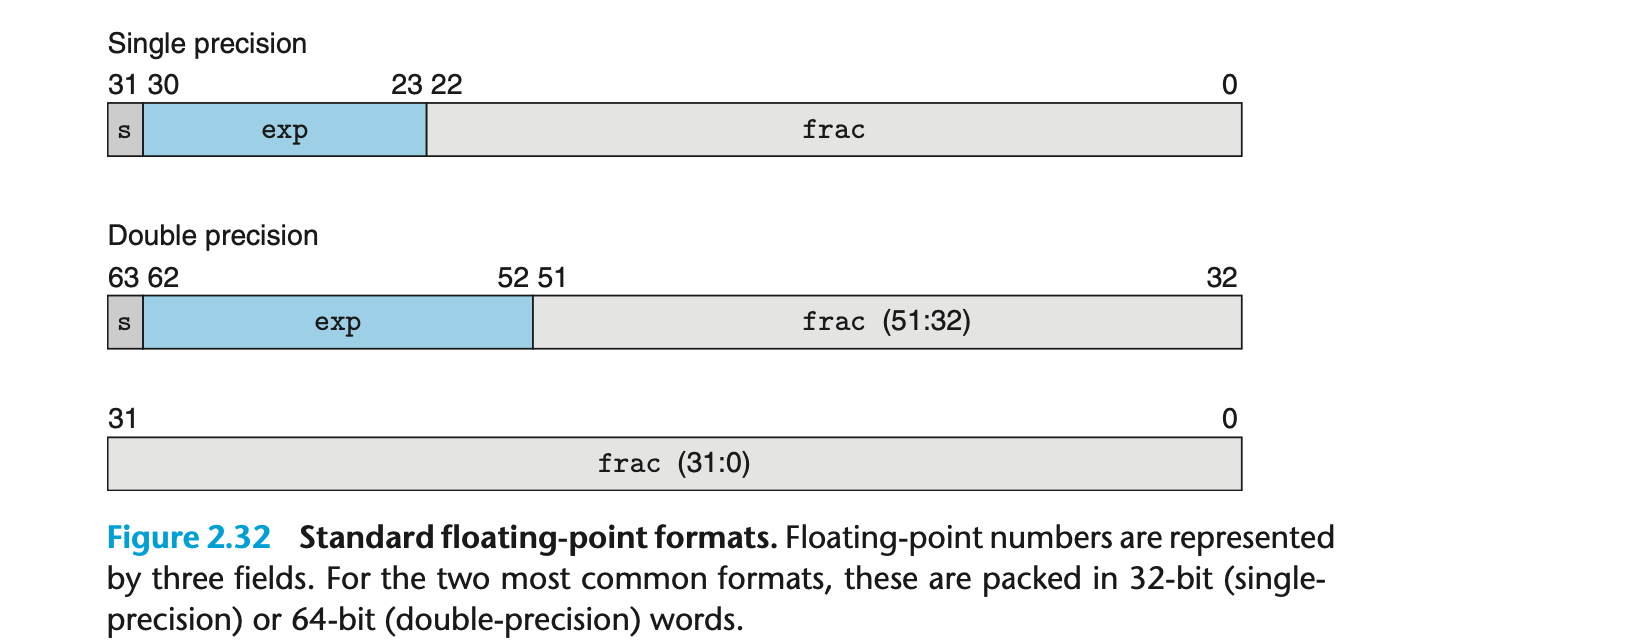 Single precision
31 30 23 22 0
s exp frac
Double precision
63 62 52 51 32
s exp frac (51:32)
31 0
frac (31:0)
Figure 2.32 Standard floating-point formats. Floating-point numbers are represented
by three fields. For the two most common formats, these are packed in 32-bit (single-
precision) or 64-bit (double-precision) words.